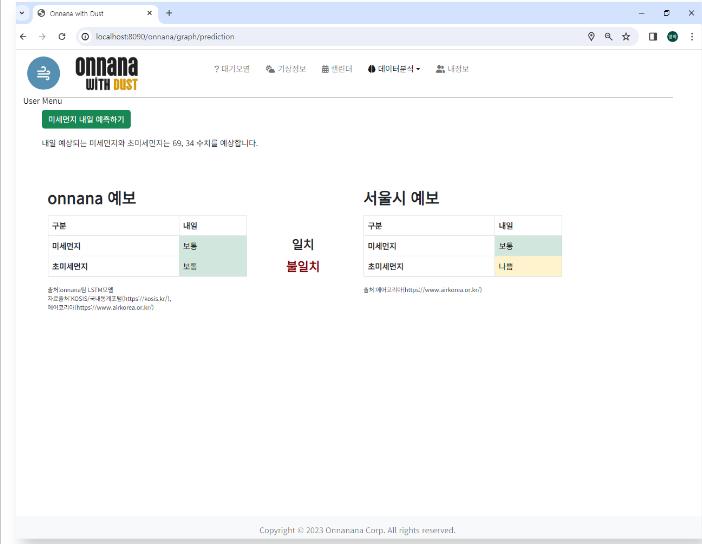 Onnana with Dust
localhost:8090/onnana/graph/prediction
onnana
WITH DUST
? 대기오염 기상정보 캘린더 데이터분석 내정보
User Menu
미세먼지 내일 예측하기
내일 예상되는 미세먼지와 초미세먼지는 69, 34 수치를 예상합니다.
onnana 예보
구분 내일
미세먼지 보통
초미세먼지 보통
출처:onnana팀 LSTM모델
자료출처:KOSIS/국내통계포털(https://kosis.kr/),
에어코리아(https://www.airkorea.or.kr/)
일치
불일치
서울시 예보
구분 내일
미세먼지 보통
초미세먼지 나쁨
출처:에어코리아(https://www.airkorea.or.kr/)
Copyright © 2023 Onnanana Corp. All rights reserved.